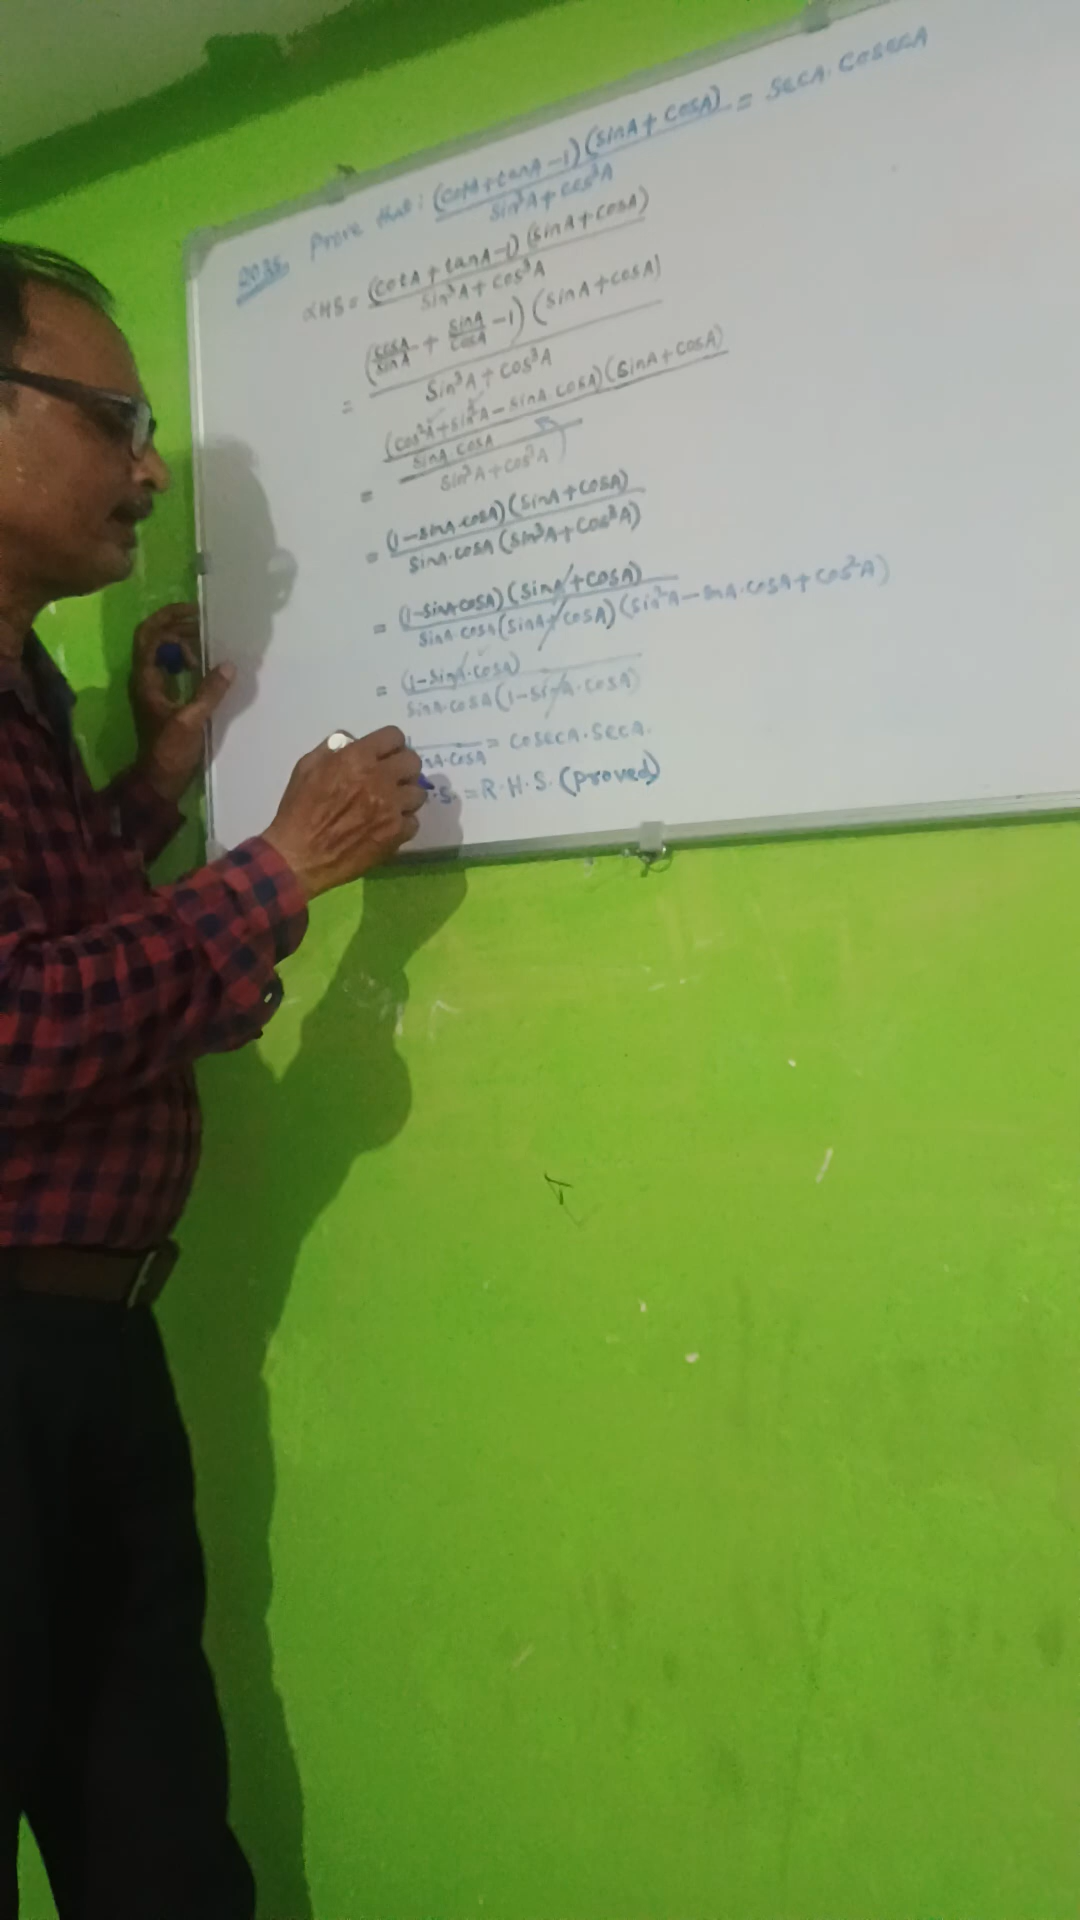 2035. Prove that: (cotA+tanA-1)(sinA+cosA) = secA.cosecA
sin³A+cos³A
LHS = (cotA+tanA-1)(sinA+cosA)
sin³A+cos³A
(cosA/sinA + sinA/cosA -1)(sinA+cosA)
= sin³A+cos³A
(cos²A+sin²A-sinA.cosA)(sinA+cosA)
sinA.cosA
= sin³A+cos³A
= (1-sinA.cosA)(sinA+cosA)
sinA.cosA(sin³A+cos³A)
= (1-sinA.cosA)(sinA+cosA)
sinA.cosA(sinA+cosA)(sin²A-sinA.cosA+cos²A)
= (1-sinA.cosA)
sinA.cosA(1-sinA.cosA)
1
inA.cosA = cosecA.secA.
.S. = R.H.S. (proved)